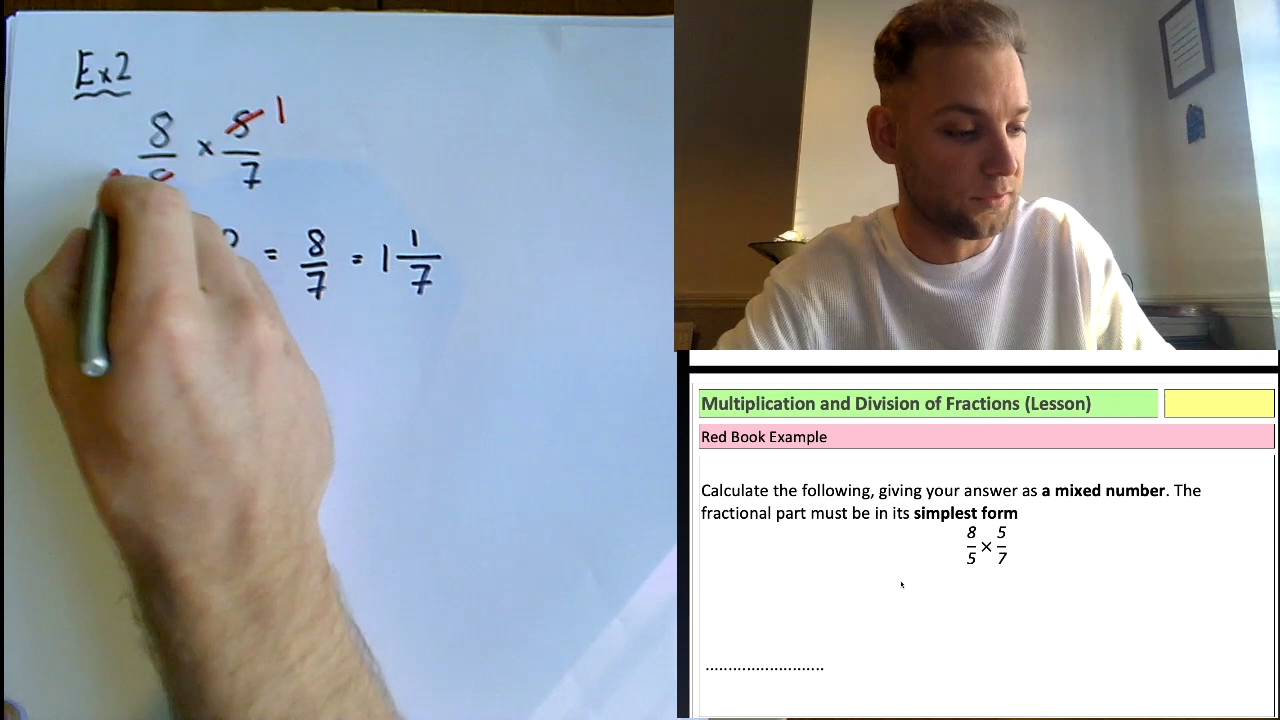 Ex2
8 × 5 1
7
= 8 = 1 1
7 7
Multiplication and Division of Fractions (Lesson)
Red Book Example
Calculate the following, giving your answer as a mixed number. The
fractional part must be in its simplest form
8 × 5
5 7
..........................